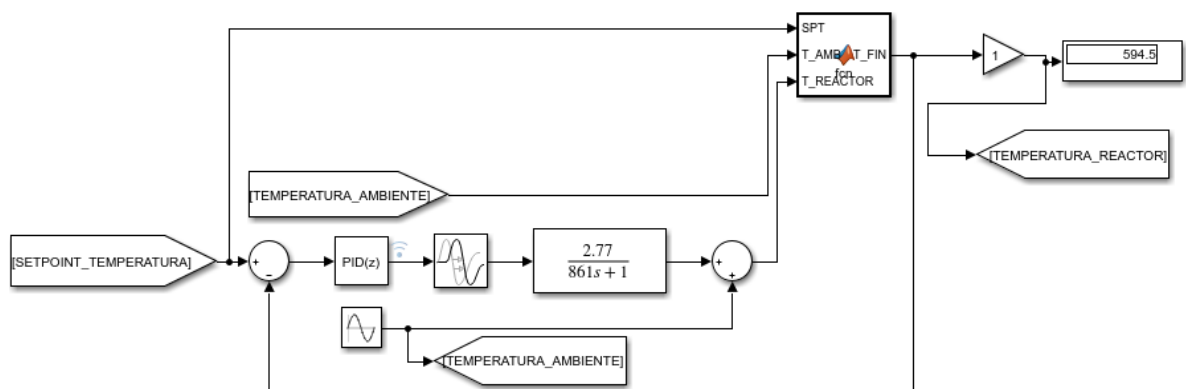 SPT
T_AMB
T_FIN
fcn
T_REACTOR
1
594.5
[TEMPERATURA_REACTOR]
[TEMPERATURA_AMBIENTE]
[SETPOINT_TEMPERATURA]
+
−
PID(z)
2.77
861s + 1
+
+
[TEMPERATURA_AMBIENTE]